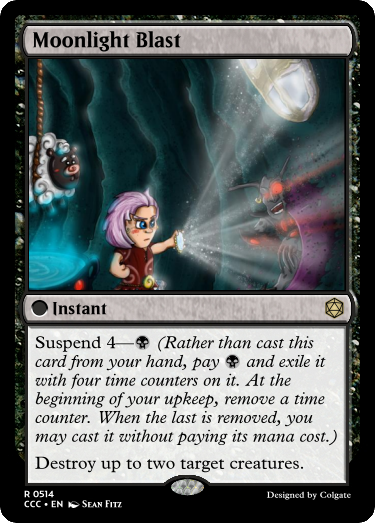 Moonlight Blast
Instant
Suspend 4— (Rather than cast this
card from your hand, pay and exile it
with four time counters on it. At the
beginning of your upkeep, remove a time
counter. When the last is removed, you
may cast it without paying its mana cost.)
Destroy up to two target creatures.
R 0514
CCC • EN SEAN FITZ
Designed by Colgate